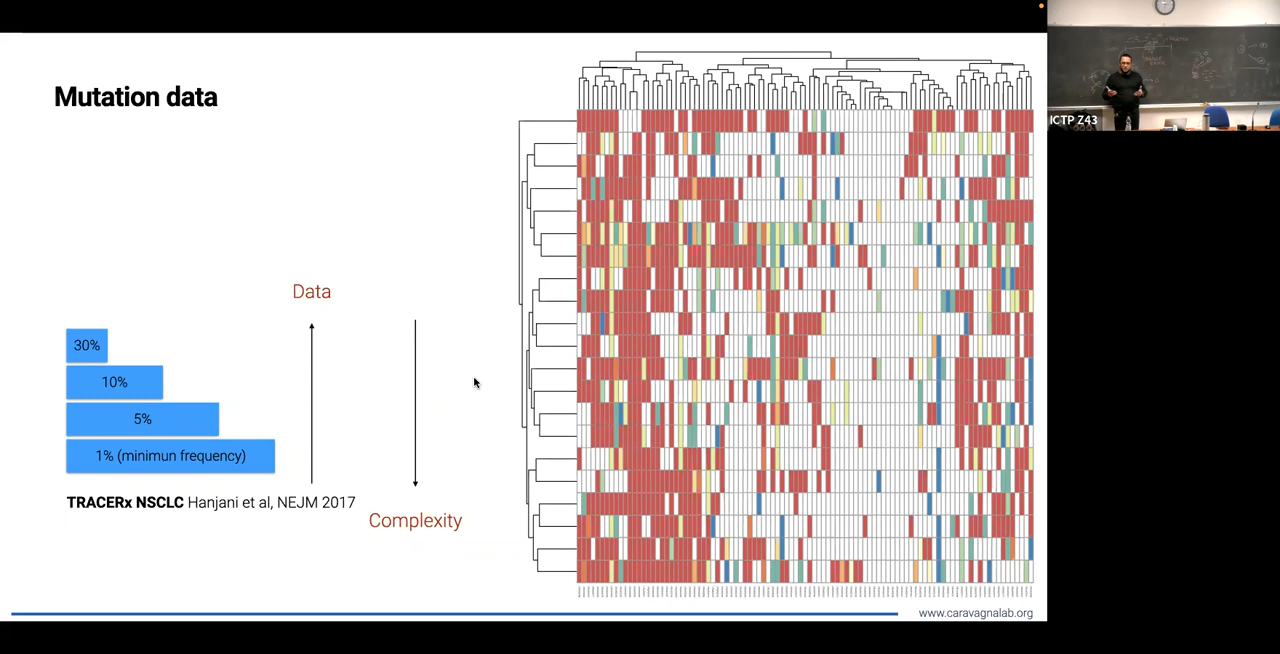 Mutation data
Data
30%
10%
5%
1% (minimun frequency)
TRACERx NSCLC Hanjani et al, NEJM 2017
Complexity
www.caravagnalab.org
ICTP Z43